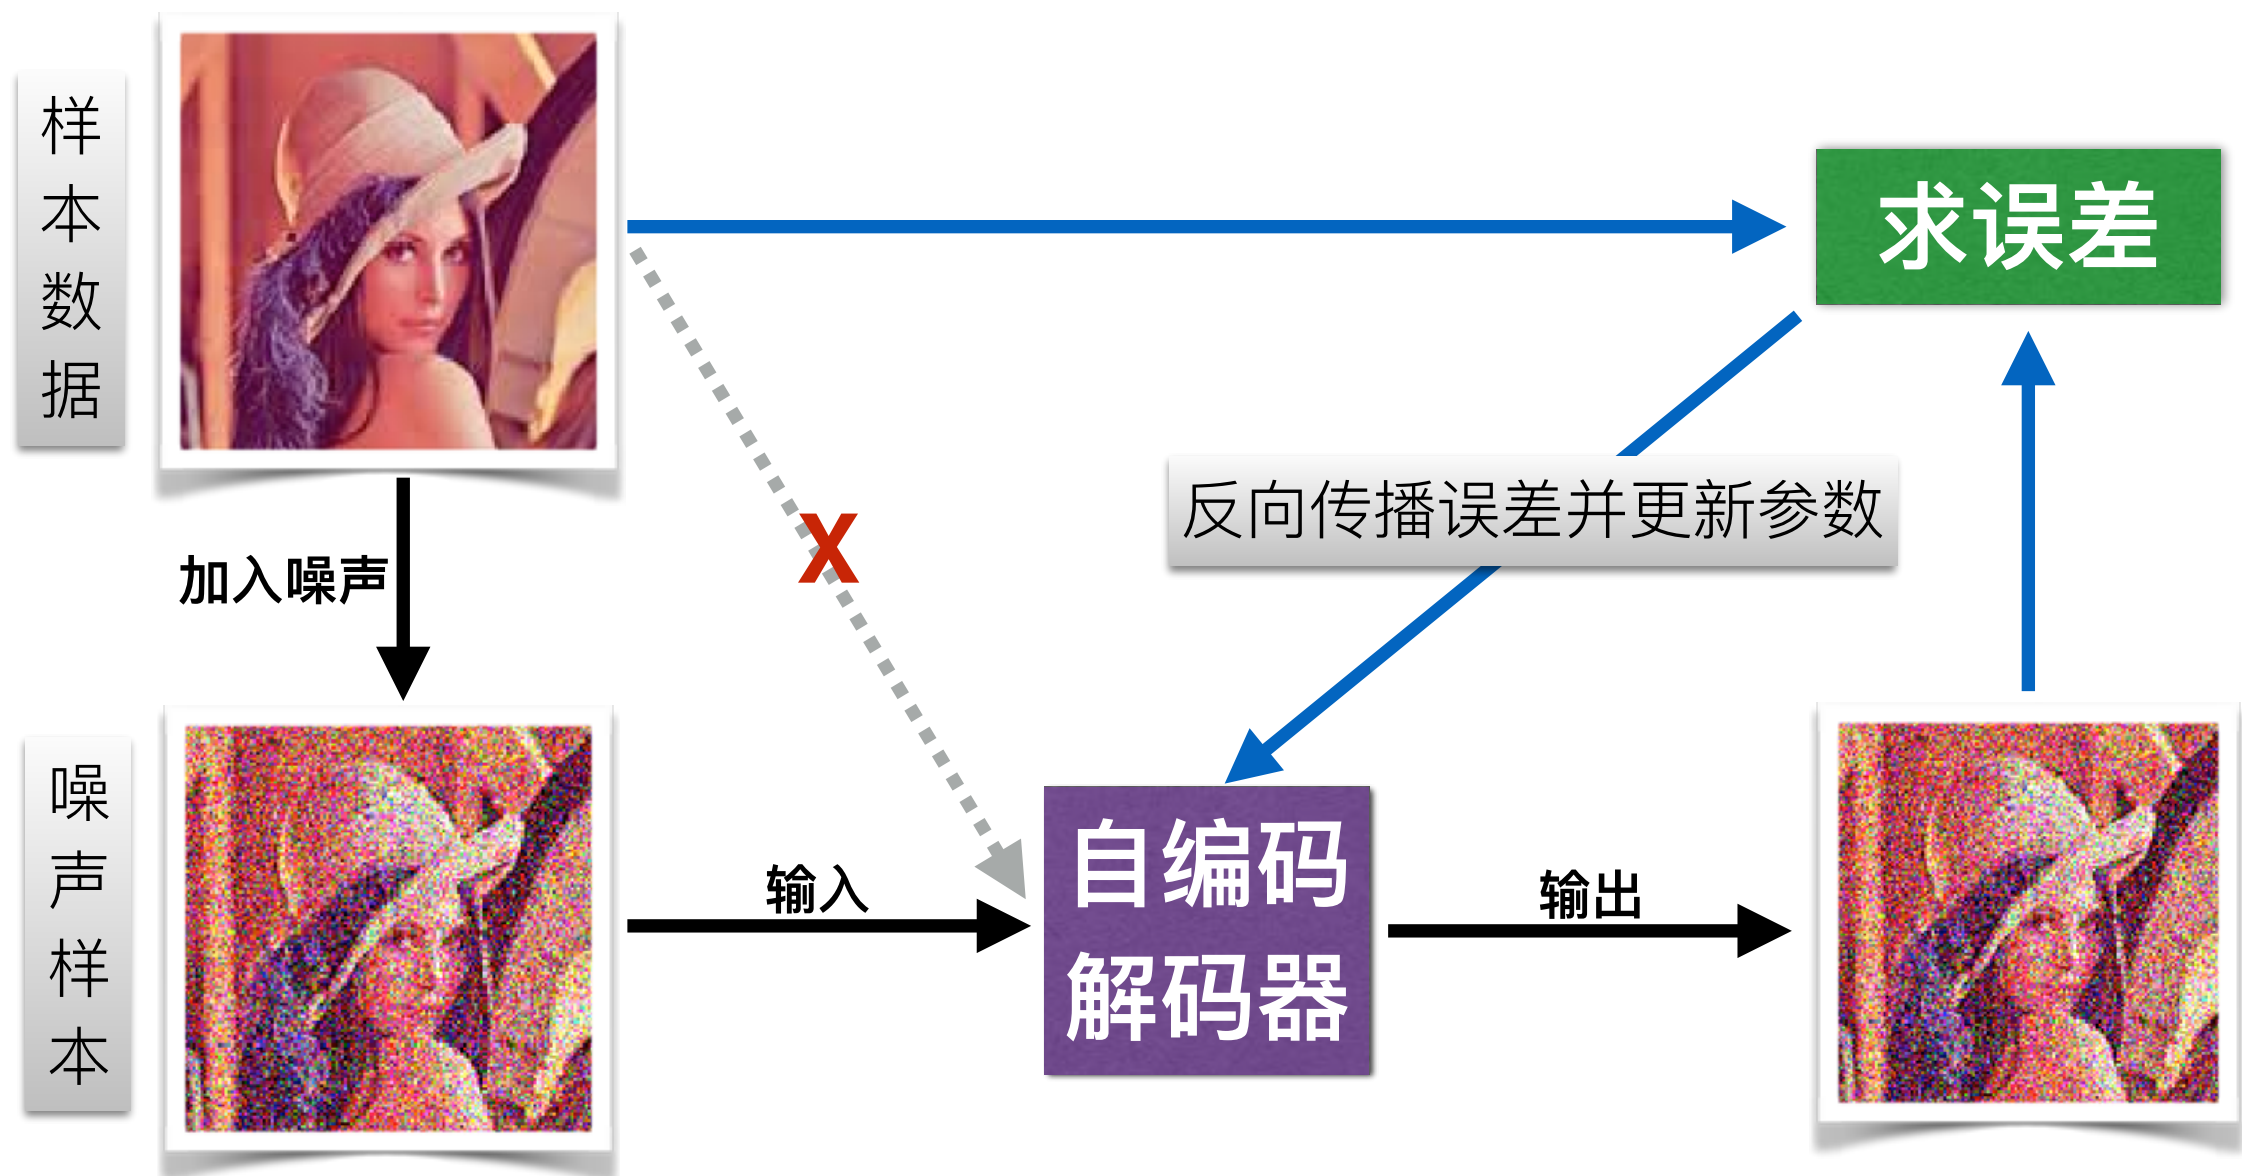 样本数据
求误差
X
反向传播误差并更新参数
加入噪声
噪声样本
输入
自编码
解码器
输出